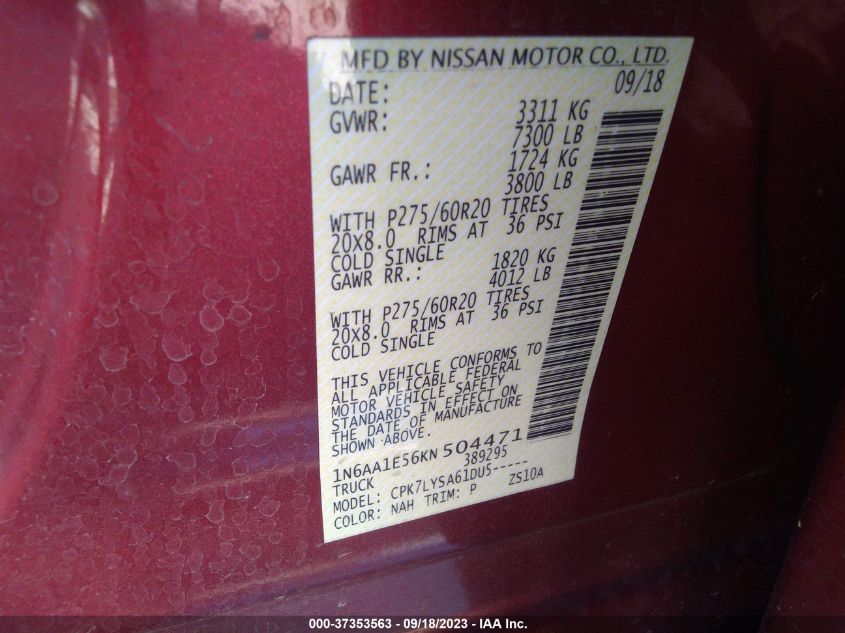 MFD BY NISSAN MOTOR CO., LTD.
DATE: 09/18
GVWR: 3311 KG
7300 LB
GAWR FR.: 1724 KG
3800 LB
WITH P275/60R20 TIRES
20X8.0 RIMS AT 36 PSI
COLD SINGLE
GAWR RR.: 1820 KG
4012 LB
WITH P275/60R20 TIRES
20X8.0 RIMS AT 36 PSI
COLD SINGLE
THIS VEHICLE CONFORMS TO
ALL APPLICABLE FEDERAL
MOTOR VEHICLE SAFETY
STANDARDS IN EFFECT ON
THE DATE OF MANUFACTURE
SHOWN ABOVE.
1N6AA1E56KN504471
TRUCK 389295
MODEL: CPK7LYSA61DU5-----
COLOR: NAH TRIM: P ZS10A
000-37353563 - 09/18/2023 - IAA Inc.